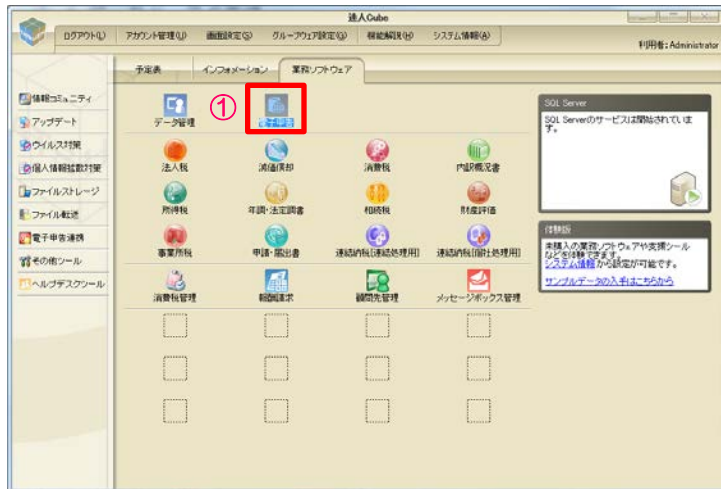 達人Cube
ログアウト(L)
アカウント管理(U)
画面設定(S)
グループウェア設定(G)
機能解説(H)
システム情報(A)
利用者：Administrator
予定表
インフォメーション
業務ソフトウェア
情報コミュニティ
アップデート
ウイルス対策
個人情報拡散対策
ファイルストレージ
ファイル転送
電子申告連携
その他ツール
ヘルプデスクツール
データ管理
①
電子申告
法人税
減価償却
消費税
内訳概況書
所得税
年調・法定調書
相続税
財産評価
事業所税
申請・届出書
連結納税(連結処理用)
連結納税(個社処理用)
消費税管理
報酬請求
顧問先管理
メッセージボックス管理
SQL Server
SQL Serverのサービスは開始されていま
す。
体験版
未購入の業務ソフトウェアや支援ツール
などを体験できます。
システム情報から設定が可能です。
サンプルデータの入手はこちらから